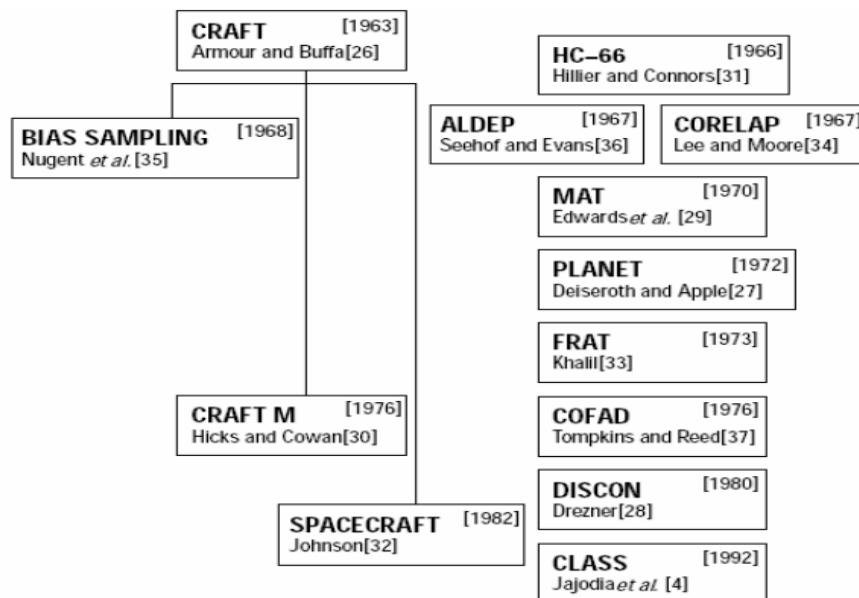 CRAFT [1963]
Armour and Buffa[26]
HC–66 [1966]
Hillier and Connors[31]
BIAS SAMPLING [1968]
Nugent et al. [35]
ALDEP [1967]
Seehof and Evans[36]
CORELAP [1967]
Lee and Moore[34]
MAT [1970]
Edwards et al. [29]
PLANET [1972]
Deiseroth and Apple[27]
FRAT [1973]
Khalil[33]
CRAFT M [1976]
Hicks and Cowan[30]
COFAD [1976]
Tompkins and Reed[37]
DISCON [1980]
Drezner[28]
SPACECRAFT [1982]
Johnson[32]
CLASS [1992]
Jajodia et al. [4]